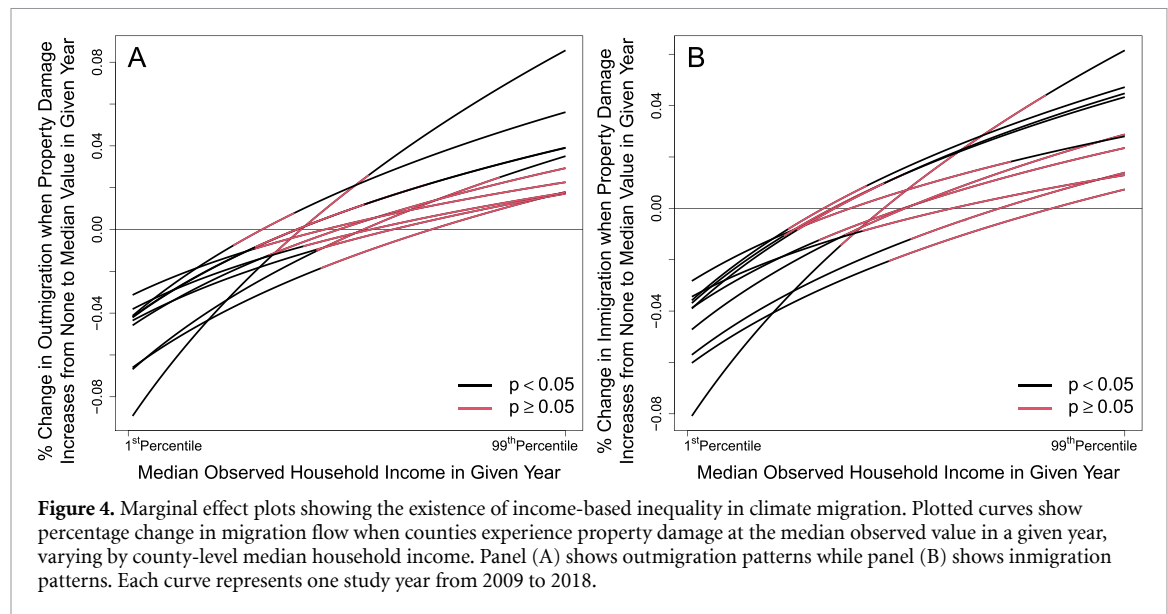 A
% Change in Outmigration when Property Damage
Increases from None to Median Value in Given Year
0.08
0.04
0.00
−0.04
−0.08
p < 0.05
p ≥ 0.05
1stPercentile
99thPercentile
Median Observed Household Income in Given Year
B
% Change in Inmigration when Property Damage
Increases from None to Median Value in Given Year
0.04
0.00
−0.04
−0.08
p < 0.05
p ≥ 0.05
1stPercentile
99thPercentile
Median Observed Household Income in Given Year
Figure 4. Marginal effect plots showing the existence of income-based inequality in climate migration. Plotted curves show
percentage change in migration flow when counties experience property damage at the median observed value in a given year,
varying by county-level median household income. Panel (A) shows outmigration patterns while panel (B) shows inmigration
patterns. Each curve represents one study year from 2009 to 2018.